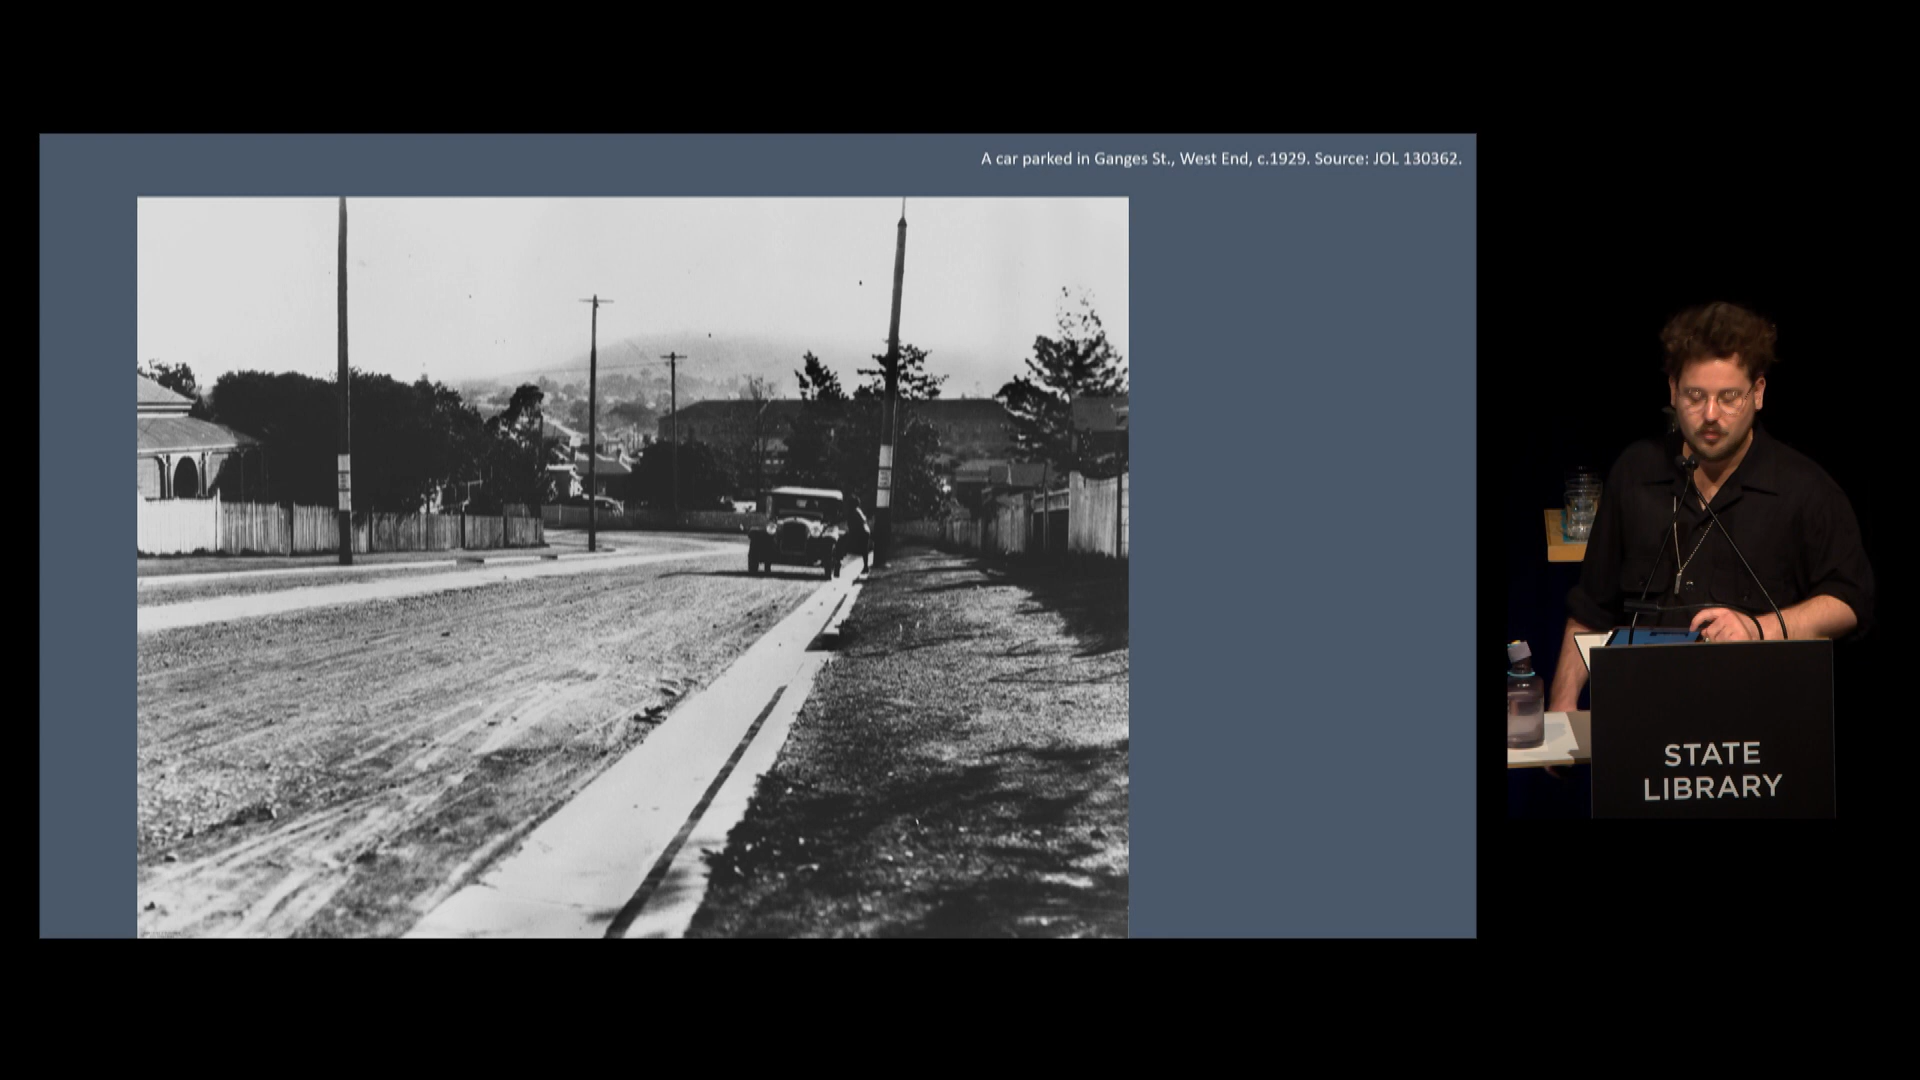 A car parked in Ganges St., West End, c.1929. Source: JOL 130362.
STATE
LIBRARY